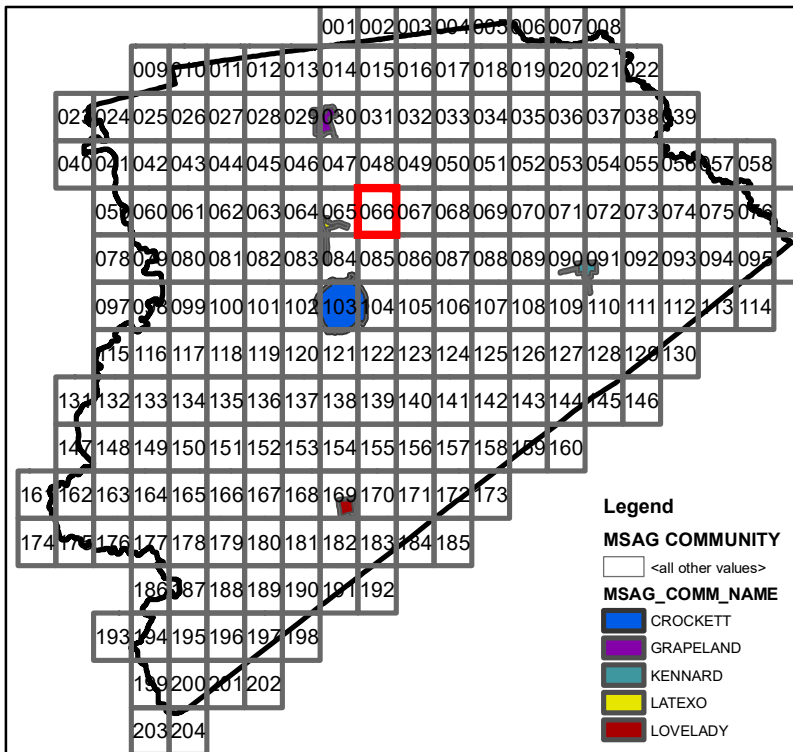 001 002 003 004 005 006 007 008
009 010 011 012 013 014 015 016 017 018 019 020 021 022
023 024 025 026 027 028 029 030 031 032 033 034 035 036 037 038 039
040 041 042 043 044 045 046 047 048 049 050 051 052 053 054 055 056 057 058
059 060 061 062 063 064 065 066 067 068 069 070 071 072 073 074 075 076
078 079 080 081 082 083 084 085 086 087 088 089 090 091 092 093 094 095
097 098 099 100 101 102 103 104 105 106 107 108 109 110 111 112 113 114
115 116 117 118 119 120 121 122 123 124 125 126 127 128 129 130
131 132 133 134 135 136 137 138 139 140 141 142 143 144 145 146
147 148 149 150 151 152 153 154 155 156 157 158 159 160
161 162 163 164 165 166 167 168 169 170 171 172 173
174 175 176 177 178 179 180 181 182 183 184 185
186 187 188 189 190 191 192
193 194 195 196 197 198
199 200 201 202
203 204
Legend
MSAG COMMUNITY
<all other values>
MSAG_COMM_NAME
CROCKETT
GRAPELAND
KENNARD
LATEXO
LOVELADY